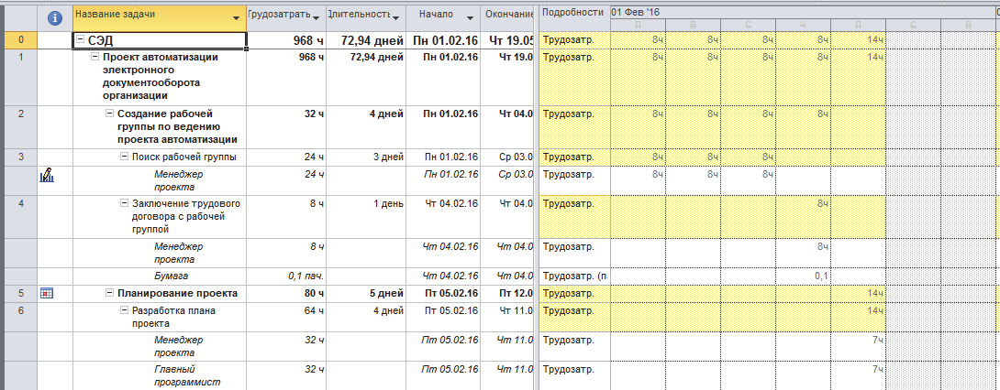 Название задачи Трудозатрать Длительность Начало Окончание Подробности 01 Фев '16
В В С Ч П С В
0 СЭД 968 ч 72,94 дней Пн 01.02.16 Чт 19.05 Трудозатр. 8ч 8ч 8ч 8ч 14ч
1 Проект автоматизации 968 ч 72,94 дней Пн 01.02.16 Чт 19.0 Трудозатр. 8ч 8ч 8ч 8ч 14ч
электронного
документооборота
организации
2 Создание рабочей 32 ч 4 дней Пн 01.02.16 Чт 04.0 Трудозатр. 8ч 8ч 8ч 8ч
группы по ведению
проекта автоматизации
3 Поиск рабочей группы 24 ч 3 дней Пн 01.02.16 Ср 03.0 Трудозатр. 8ч 8ч 8ч
Менеджер 24 ч Пн 01.02.16 Ср 03.0 Трудозатр. 8ч 8ч 8ч
проекта
4 Заключение трудового 8 ч 1 день Чт 04.02.16 Чт 04.0 Трудозатр. 8ч
договора с рабочей
группой
Менеджер 8 ч Чт 04.02.16 Чт 04.0 Трудозатр. 8ч
проекта
Бумага 0,1 пач. Чт 04.02.16 Чт 04.0 Трудозатр. (п 0,1
5 Планирование проекта 80 ч 5 дней Пт 05.02.16 Пт 12.0 Трудозатр. 14ч
6 Разработка плана 64 ч 4 дней Пт 05.02.16 Чт 11.0 Трудозатр. 14ч
проекта
Менеджер 32 ч Пт 05.02.16 Чт 11.0 Трудозатр. 7ч
проекта
Главный 32 ч Пт 05.02.16 Чт 11.0 Трудозатр. 7ч
программист